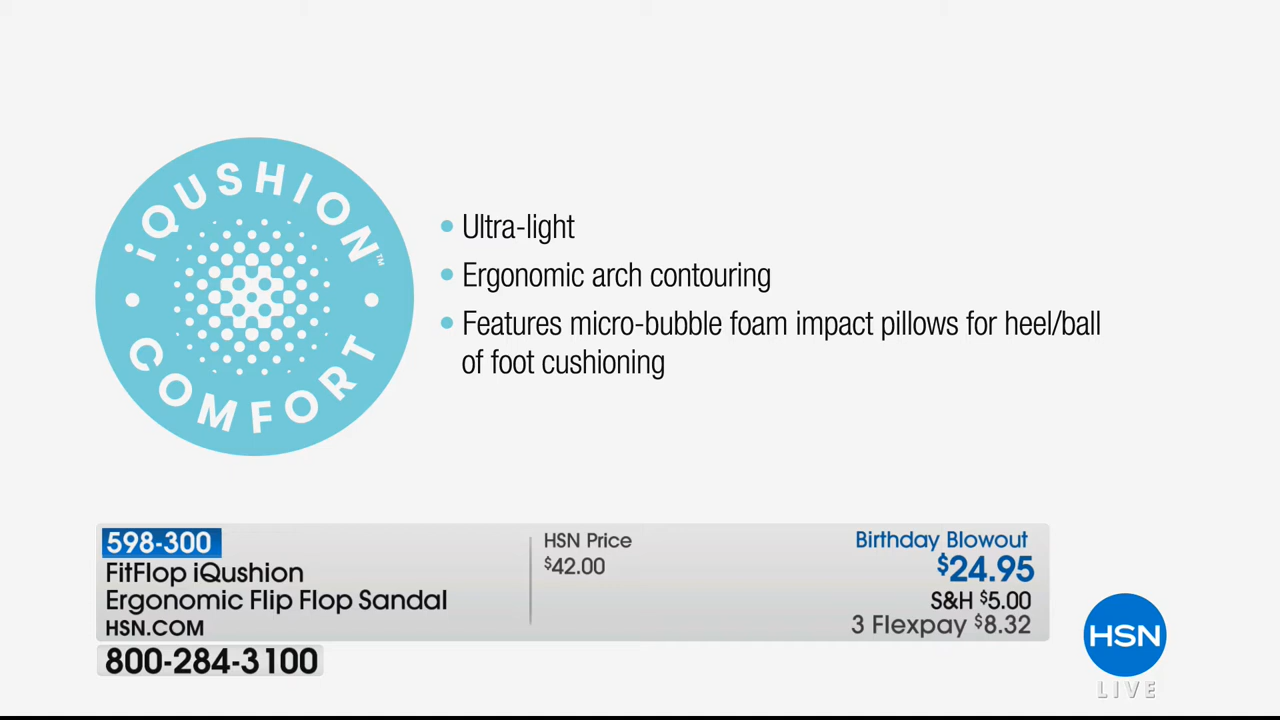 iQUSHION™
COMFORT
• Ultra-light
• Ergonomic arch contouring
• Features micro-bubble foam impact pillows for heel/ball
of foot cushioning
598-300
FitFlop iQushion
Ergonomic Flip Flop Sandal
HSN.COM
800-284-3100
HSN Price
$42.00
Birthday Blowout
$24.95
S&H $5.00
3 Flexpay $8.32
HSN
LIVE